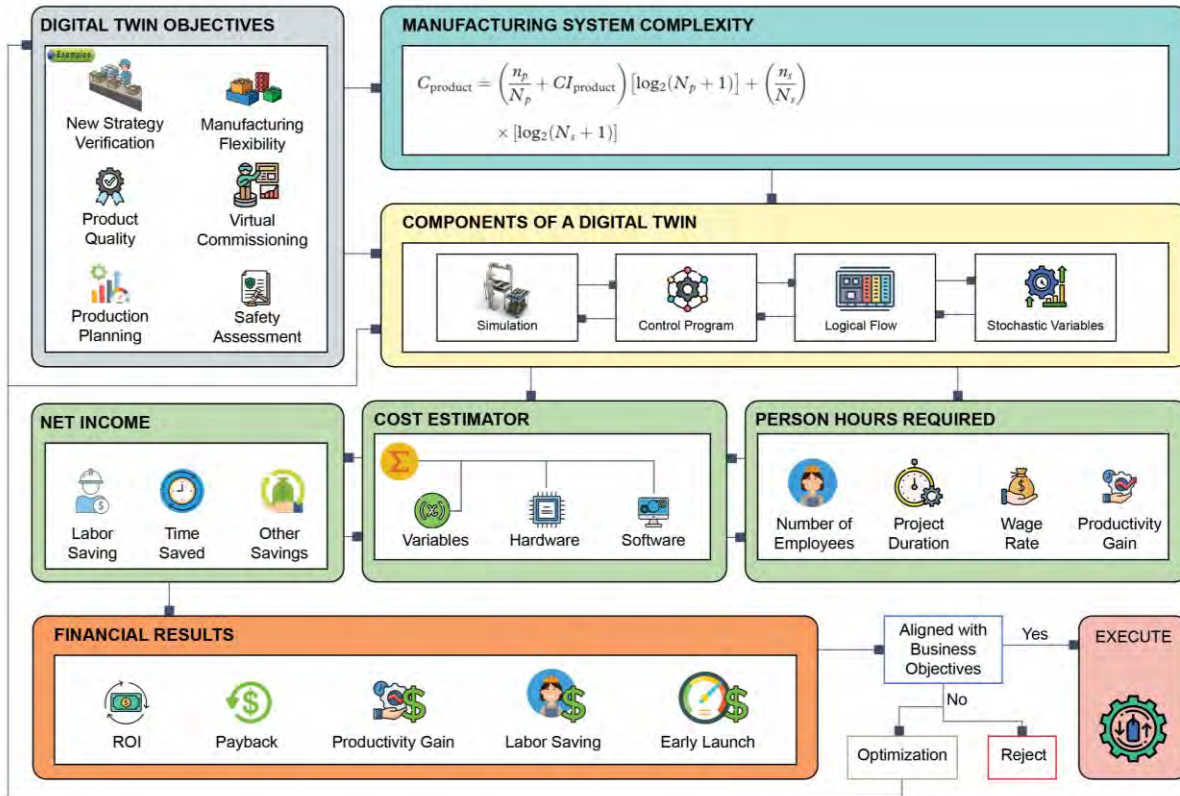 DIGITAL TWIN OBJECTIVES
Examples
New Strategy
Verification
Manufacturing
Flexibility
Product
Quality
Virtual
Commissioning
Production
Planning
Safety
Assessment
MANUFACTURING SYSTEM COMPLEXITY
C_product = (n_p/N_p + CI_product) [log₂(N_p + 1)] + (n_s/N_s)
× [log₂(N_s + 1)]
COMPONENTS OF A DIGITAL TWIN
Simulation
Control Program
Logical Flow
Stochastic Variables
NET INCOME
Labor
Saving
Time
Saved
Other
Savings
COST ESTIMATOR
Σ
(x)
Variables
Hardware
Software
PERSON HOURS REQUIRED
Number of
Employees
Project
Duration
Wage
Rate
Productivity
Gain
FINANCIAL RESULTS
ROI
Payback
Productivity Gain
Labor Saving
Early Launch
Aligned with
Business
Objectives
Yes
No
Optimization
Reject
EXECUTE